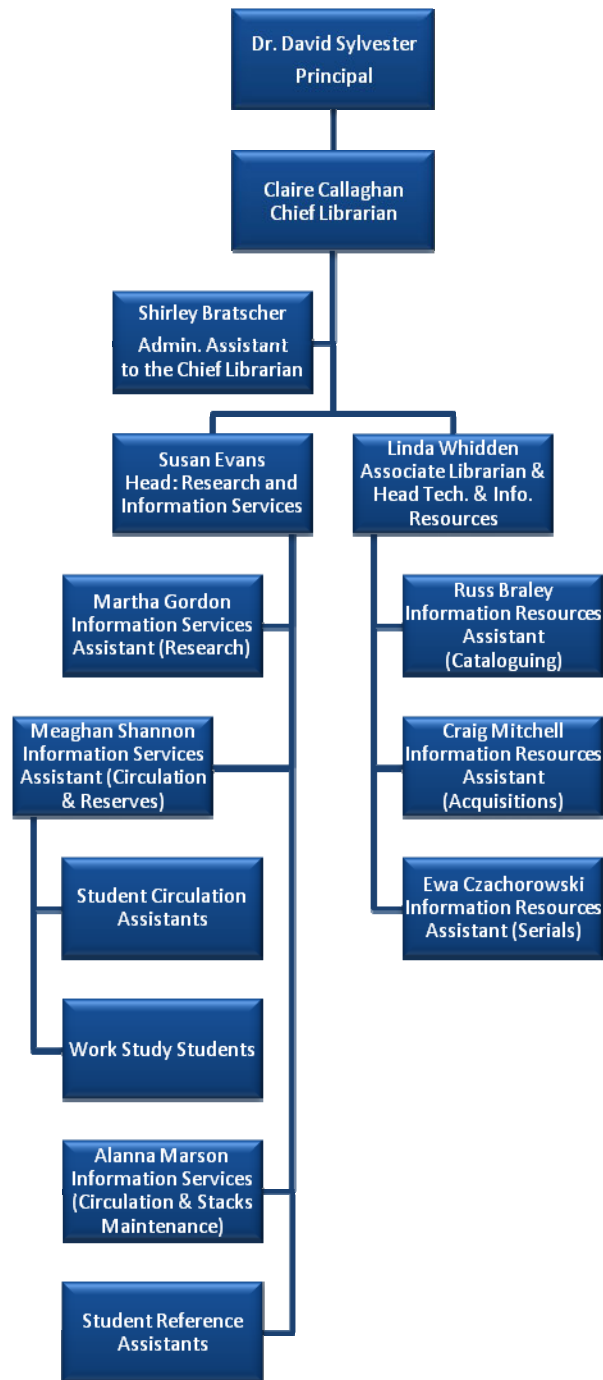 Dr. David Sylvester
Principal
Claire Callaghan
Chief Librarian
Shirley Bratscher
Admin. Assistant
to the Chief Librarian
Susan Evans
Head: Research and
Information Services
Linda Whidden
Associate Librarian &
Head Tech. & Info.
Resources
Martha Gordon
Information Services
Assistant (Research)
Russ Braley
Information Resources
Assistant
(Cataloguing)
Meaghan Shannon
Information Services
Assistant (Circulation
& Reserves)
Craig Mitchell
Information Resources
Assistant
(Acquisitions)
Student Circulation
Assistants
Ewa Czachorowski
Information Resources
Assistant (Serials)
Work Study Students
Alanna Marson
Information Services
(Circulation & Stacks
Maintenance)
Student Reference
Assistants